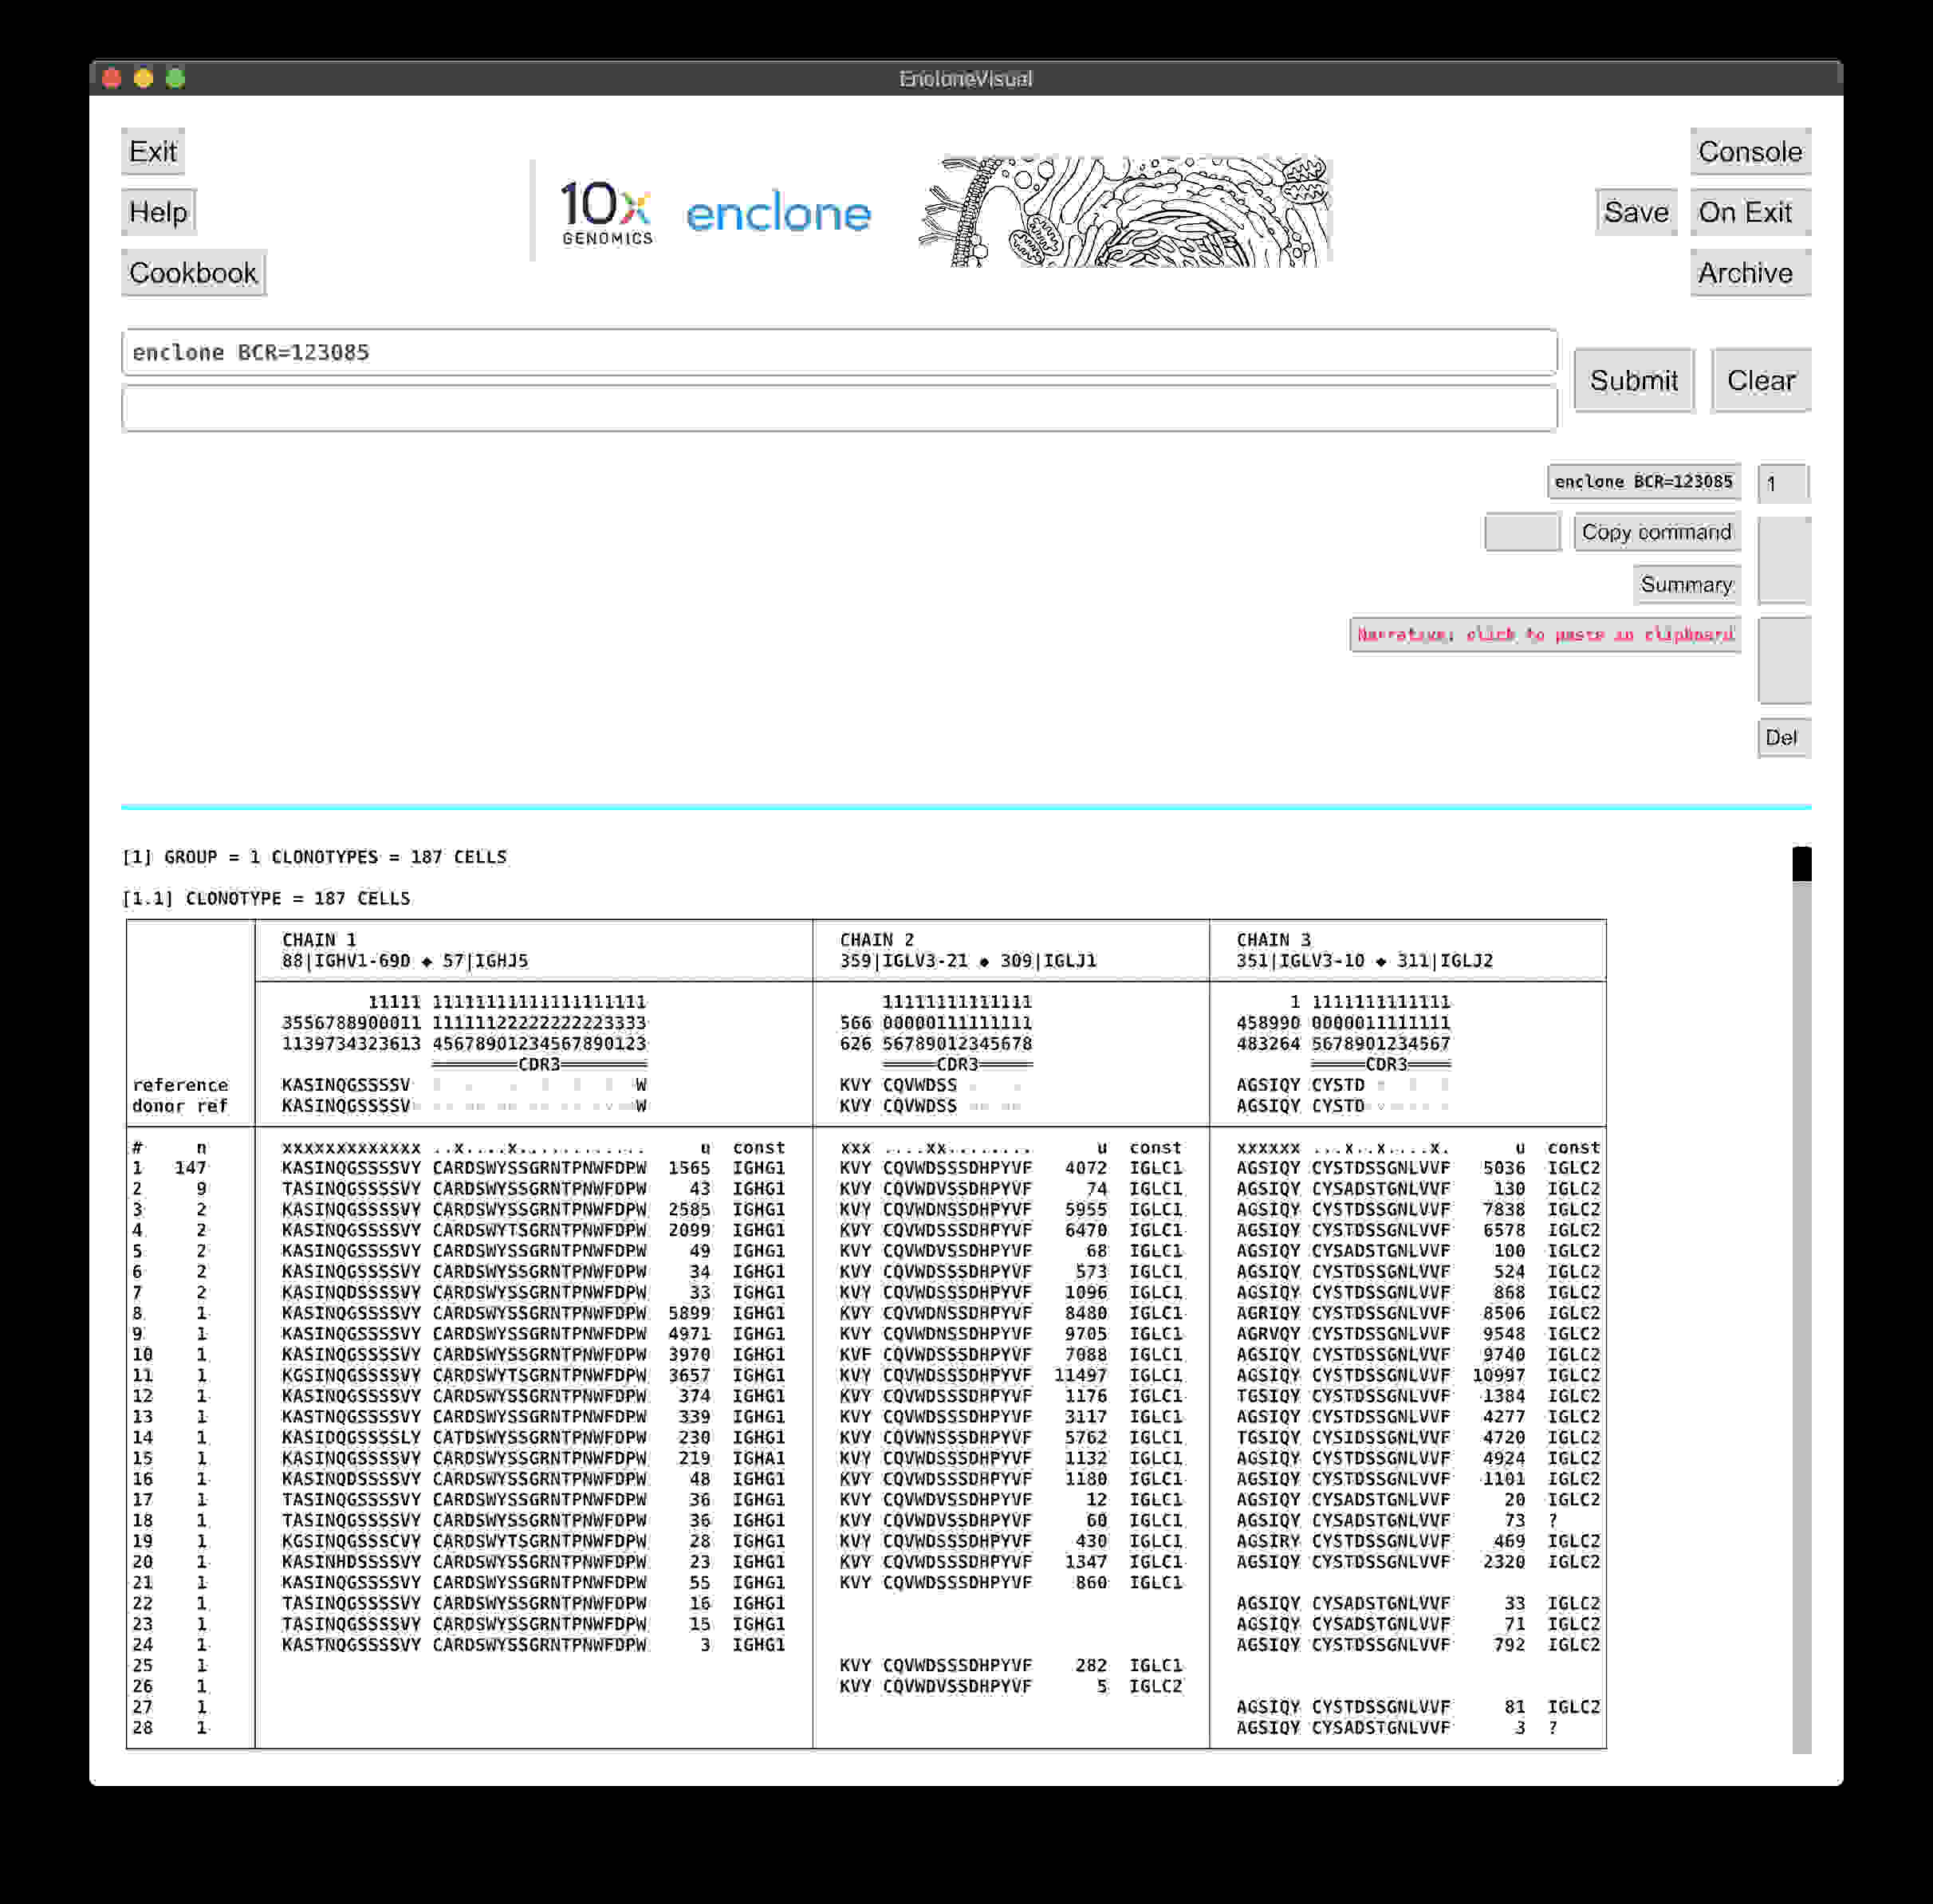 EncloneVisual
Exit
Help
Cookbook
10x
GENOMICS
enclone
Console
Save On Exit
Archive
enclone BCR=123085
Submit Clear
enclone BCR=123085 1
Copy command
Summary
Narrative: click to paste in clipboard
Del
[1] GROUP = 1 CLONOTYPES = 187 CELLS
[1.1] CLONOTYPE = 187 CELLS
CHAIN 1 CHAIN 2 CHAIN 3
88|IGHV1-69D ◆ 57|IGHJ5 359|IGLV3-21 ◆ 309|IGLJ1 351|IGLV3-10 ◆ 311|IGLJ2
11111 11111111111111111111 11111111111111 1 1111111111111
3556788900011 11111122222222223333 566 00000111111111 458990 0000011111111
1139734323613 45678901234567890123 626 56789012345678 483264 5678901234567
CDR3 CDR3 CDR3
reference KASINQGSSSSV W KVY CQVWDSS AGSIQY CYSTD
donor ref KASINQGSSSSV W KVY CQVWDSS AGSIQY CYSTD
# n xxxxxxxxxxxxx ..x....x............ u const xxx ....xx........ u const xxxxxx ...x..x....x. u const
1 147 KASINQGSSSSVY CARDSWYSSGRNTPNWFDPW 1565 IGHG1 KVY CQVWDSSSDHPYVF 4072 IGLC1 AGSIQY CYSTDSSGNLVVF 5036 IGLC2
2 9 TASINQGSSSSVY CARDSWYSSGRNTPNWFDPW 43 IGHG1 KVY CQVWDVSSDHPYVF 74 IGLC1 AGSIQY CYSADSTGNLVVF 130 IGLC2
3 2 KASINQGSSSSVY CARDSWYSSGRNTPNWFDPW 2585 IGHG1 KVY CQVWDNSSDHPYVF 5955 IGLC1 AGSIQY CYSTDSSGNLVVF 7838 IGLC2
4 2 KASINQGSSSSVY CARDSWYTSGRNTPNWFDPW 2099 IGHG1 KVY CQVWDSSSDHPYVF 6470 IGLC1 AGSIQY CYSTDSSGNLVVF 6578 IGLC2
5 2 KASINQGSSSSVY CARDSWYSSGRNTPNWFDPW 49 IGHG1 KVY CQVWDVSSDHPYVF 68 IGLC1 AGSIQY CYSADSTGNLVVF 100 IGLC2
6 2 KASINQGSSSSVY CARDSWYSSGRNTPNWFDPW 34 IGHG1 KVY CQVWDSSSDHPYVF 573 IGLC1 AGSIQY CYSTDSSGNLVVF 524 IGLC2
7 2 KASINQDSSSSVY CARDSWYSSGRNTPNWFDPW 33 IGHG1 KVY CQVWDSSSDHPYVF 1096 IGLC1 AGSIQY CYSTDSSGNLVVF 868 IGLC2
8 1 KASINQGSSSSVY CARDSWYSSGRNTPNWFDPW 5899 IGHG1 KVY CQVWDNSSDHPYVF 8480 IGLC1 AGRIQY CYSTDSSGNLVVF 8506 IGLC2
9 1 KASINQGSSSSVY CARDSWYSSGRNTPNWFDPW 4971 IGHG1 KVY CQVWDNSSDHPYVF 9705 IGLC1 AGRVQY CYSTDSSGNLVVF 9548 IGLC2
10 1 KASINQGSSSSVY CARDSWYSSGRNTPNWFDPW 3970 IGHG1 KVF CQVWDSSSDHPYVF 7088 IGLC1 AGSIQY CYSTDSSGNLVVF 9740 IGLC2
11 1 KGSINQGSSSSVY CARDSWYTSGRNTPNWFDPW 3657 IGHG1 KVY CQVWDSSSDHPYVF 11497 IGLC1 AGSIQY CYSTDSSGNLVVF 10997 IGLC2
12 1 KASINQGSSSSVY CARDSWYSSGRNTPNWFDPW 374 IGHG1 KVY CQVWDSSSDHPYVF 1176 IGLC1 TGSIQY CYSTDSSGNLVVF 1384 IGLC2
13 1 KASTNQGSSSSVY CARDSWYSSGRNTPNWFDPW 339 IGHG1 KVY CQVWDSSSDHPYVF 3117 IGLC1 AGSIQY CYSTDSSGNLVVF 4277 IGLC2
14 1 KASIDQGSSSSLY CATDSWYSSGRNTPNWFDPW 230 IGHG1 KVY CQVWNSSSDHPYVF 5762 IGLC1 TGSIQY CYSIDSSGNLVVF 4720 IGLC2
15 1 KASINQGSSSSVY CARDSWYSSGRNTPNWFDPW 219 IGHA1 KVY CQVWDSSSDHPYVF 1132 IGLC1 AGSIQY CYSTDSSGNLVVF 4924 IGLC2
16 1 KASINQDSSSSVY CARDSWYSSGRNTPNWFDPW 48 IGHG1 KVY CQVWDSSSDHPYVF 1180 IGLC1 AGSIQY CYSTDSSGNLVVF 1101 IGLC2
17 1 TASINQGSSSSVY CARDSWYSSGRNTPNWFDPW 36 IGHG1 KVY CQVWDVSSDHPYVF 12 IGLC1 AGSIQY CYSADSTGNLVVF 20 IGLC2
18 1 TASINQGSSSSVY CARDSWYSSGRNTPNWFDPW 36 IGHG1 KVY CQVWDVSSDHPYVF 60 IGLC1 AGSIQY CYSADSTGNLVVF 73 ?
19 1 KGSINQGSSSCVY CARDSWYTSGRNTPNWFDPW 28 IGHG1 KVY CQVWDSSSDHPYVF 430 IGLC1 AGSIRY CYSTDSSGNLVVF 469 IGLC2
20 1 KASINHDSSSSVY CARDSWYSSGRNTPNWFDPW 23 IGHG1 KVY CQVWDSSSDHPYVF 1347 IGLC1 AGSIQY CYSTDSSGNLVVF 2320 IGLC2
21 1 KASINQGSSSSVY CARDSWYSSGRNTPNWFDPW 55 IGHG1 KVY CQVWDSSSDHPYVF 860 IGLC1
22 1 TASINQGSSSSVY CARDSWYSSGRNTPNWFDPW 16 IGHG1 AGSIQY CYSADSTGNLVVF 33 IGLC2
23 1 TASINQGSSSSVY CARDSWYSSGRNTPNWFDPW 15 IGHG1 AGSIQY CYSADSTGNLVVF 71 IGLC2
24 1 KASTNQGSSSSVY CARDSWYSSGRNTPNWFDPW 3 IGHG1 AGSIQY CYSTDSSGNLVVF 792 IGLC2
25 1 KVY CQVWDSSSDHPYVF 282 IGLC1
26 1 KVY CQVWDVSSDHPYVF 5 IGLC2
27 1 AGSIQY CYSTDSSGNLVVF 81 IGLC2
28 1 AGSIQY CYSADSTGNLVVF 3 ?